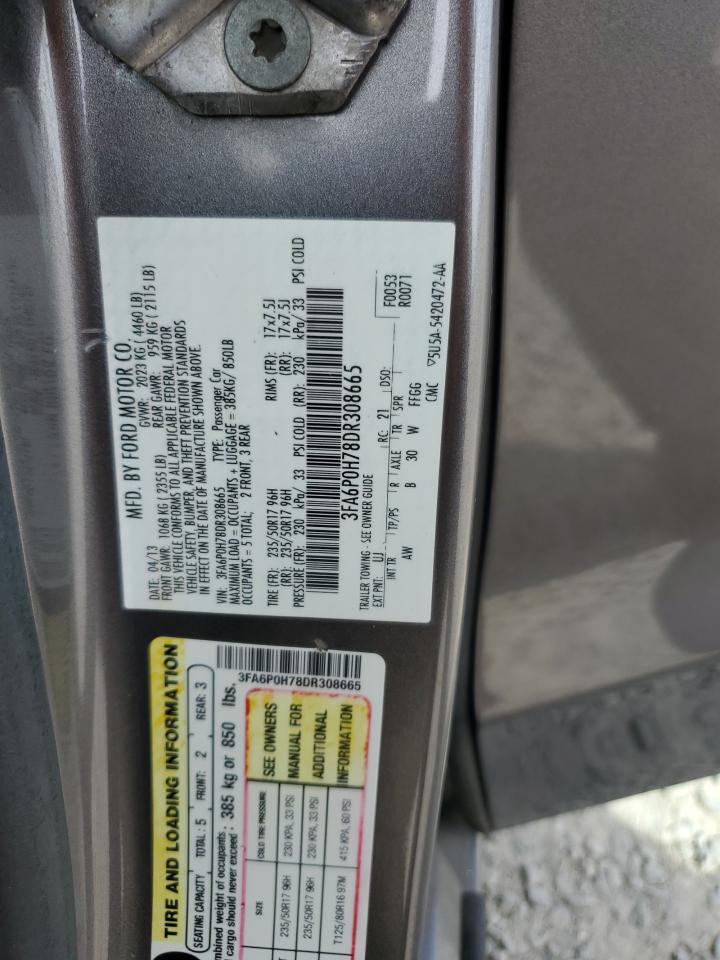 MFD. BY FORD MOTOR CO.
DATE: 04/13 GVWR: 2023 KG ( 4460 LB)
FRONT GAWR: 1068 KG ( 2355 LB) REAR GAWR: 959 KG ( 2115 LB)
THIS VEHICLE CONFORMS TO ALL APPLICABLE FEDERAL MOTOR
VEHICLE SAFETY, BUMPER, AND THEFT PREVENTION STANDARDS
IN EFFECT ON THE DATE OF MANUFACTURE SHOWN ABOVE.
VIN: 3FA6P0H78DR308665 TYPE: Passenger Car
MAXIMUM LOAD = OCCUPANTS + LUGGAGE = 385KG/ 850LB
OCCUPANTS = 5 TOTAL: 2 FRONT, 3 REAR
TIRE (FR): 235/50R17 96H RIMS (FR): 17x7.5J
(RR): 235/50R17 96H (RR): 17x7.5J
PRESSURE (FR): 230 kPa/ 33 PSI COLD (RR): 230 kPa/ 33 PSI COLD
3FA6P0H78DR308665
TRAILER TOWING - SEE OWNER GUIDE
EXT PNT: UJ RC: 21 DSO: F0053
R0071
INT TR TP/PS R AXLE TR SPR
AW B 30 W FFGG
CMC ▽5U5A-5420472-AA
TIRE AND LOADING INFORMATION
SEATING CAPACITY TOTAL : 5 FRONT: 2 REAR: 3
mbined weight of occupants
cargo should never exceed : 385 kg or 850 lbs.
3FA6P0H78DR308665
SIZE COLD TIRE PRESSURE SEE OWNERS
235/50R17 96H 230 KPA, 33 PSI MANUAL FOR
235/50R17 96H 230 KPA, 33 PSI ADDITIONAL
T125/80R16 97M 415 KPA, 60 PSI INFORMATION